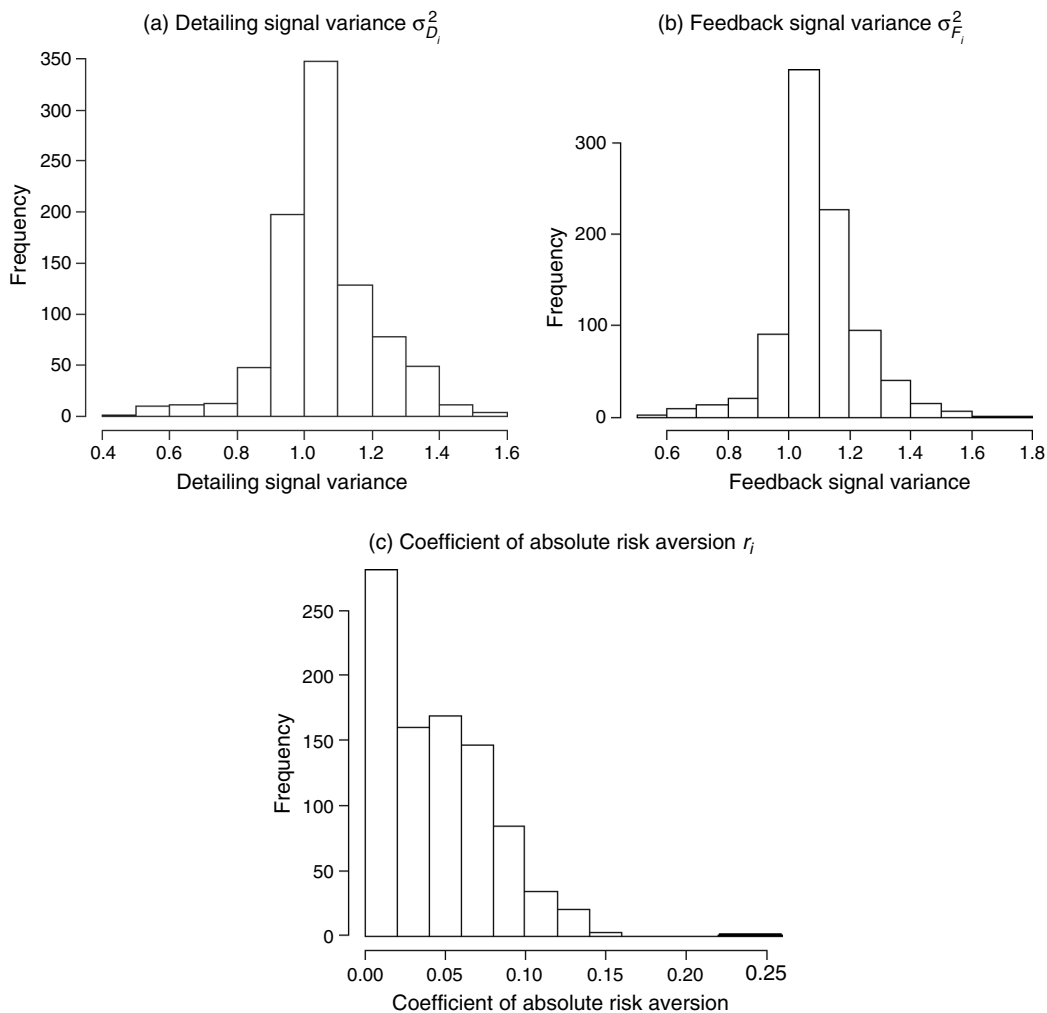 (a) Detailing signal variance σ²_{D_i}
350
300
250
200
150
100
50
0
Frequency
0.4 0.6 0.8 1.0 1.2 1.4 1.6
Detailing signal variance
(b) Feedback signal variance σ²_{F_i}
300
200
100
0
Frequency
0.6 0.8 1.0 1.2 1.4 1.6 1.8
Feedback signal variance
(c) Coefficient of absolute risk aversion r_i
250
200
150
100
50
0
Frequency
0.00 0.05 0.10 0.15 0.20 0.25
Coefficient of absolute risk aversion